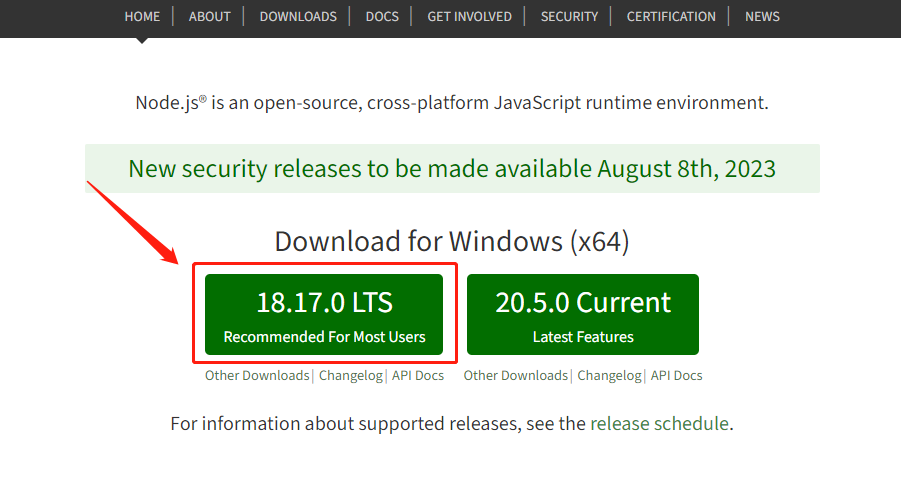 HOME | ABOUT | DOWNLOADS | DOCS | GET INVOLVED | SECURITY | CERTIFICATION | NEWS
Node.js® is an open-source, cross-platform JavaScript runtime environment.
New security releases to be made available August 8th, 2023
Download for Windows (x64)
18.17.0 LTS
Recommended For Most Users
20.5.0 Current
Latest Features
Other Downloads | Changelog | API Docs
Other Downloads | Changelog | API Docs
For information about supported releases, see the release schedule.